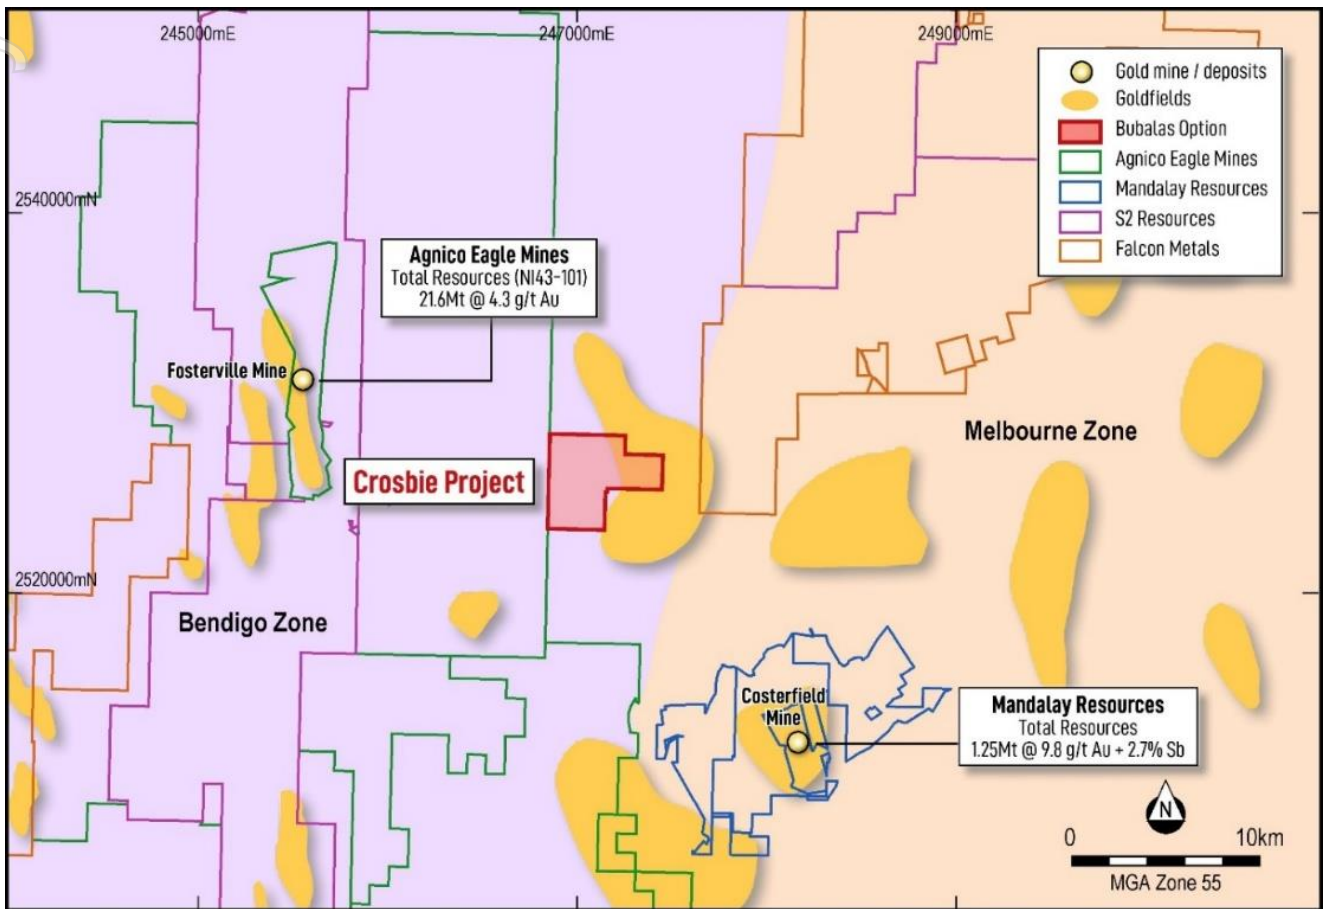 245000mE
247000mE
249000mE
Gold mine / deposits
Goldfields
Bubalas Option
Agnico Eagle Mines
Mandalay Resources
S2 Resources
Falcon Metals
2540000mN
Agnico Eagle Mines
Total Resources (NI43-101)
21.6Mt @ 4.3 g/t Au
Fosterville Mine
Melbourne Zone
Crosbie Project
2520000mN
Bendigo Zone
Costerfield
Mine
Mandalay Resources
Total Resources
1.25Mt @ 9.8 g/t Au + 2.7% Sb
N
0
10km
MGA Zone 55